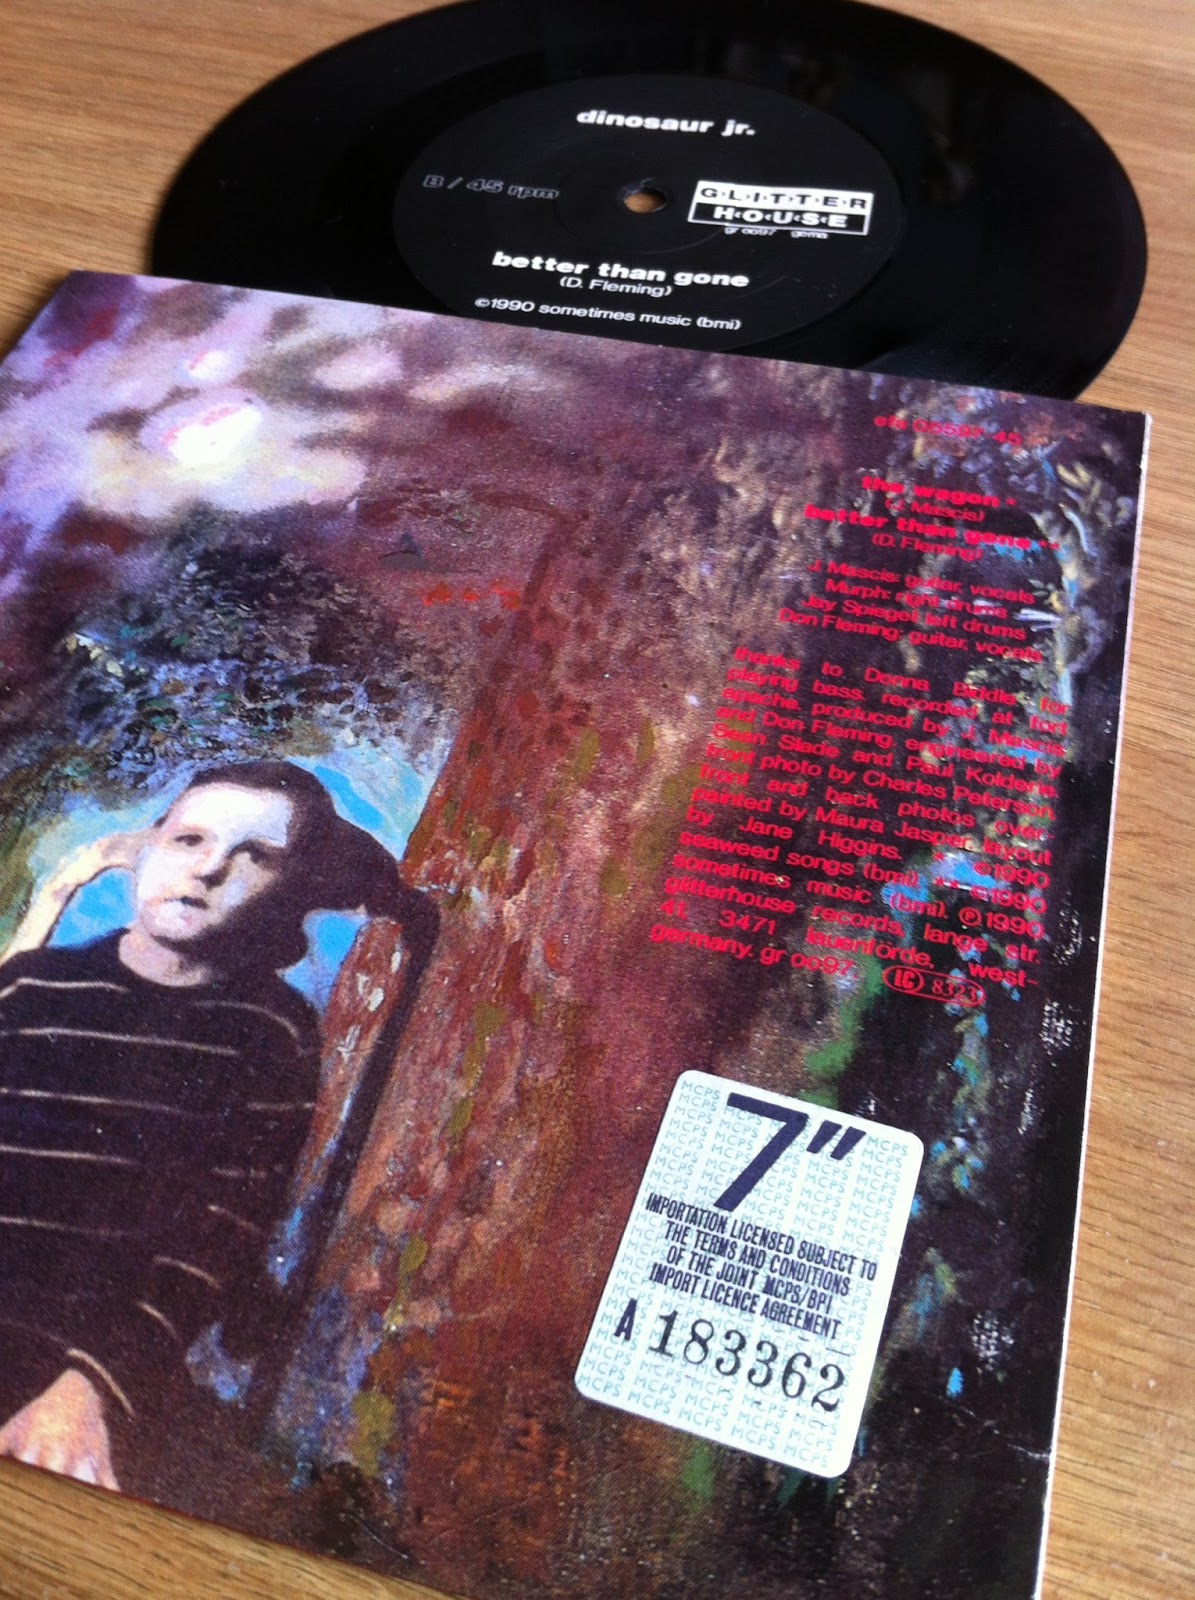 dinosaur jr.
B / 45 rpm
G·L·I·T·T·E·R
H·O·U·S·E
gr oo97 gema
better than gone
(D. Fleming)
©1990 sometimes music (bmi)
the wagon *
(J. Mascis)
better than gone **
(D. Fleming)
J. Mascis: guitar, vocals
Murph: right drums
Jay Spiegel: left drums
Don Fleming: guitar, vocals
thanks to Donna Biddle for
playing bass. recorded at fort
apache. produced by J. Mascis
and Don Fleming. engineered by
Sean Slade and Paul Kolderie.
front photo by Charles Peterson.
front and back photos over-
painted by Maura Jasper. layout
by Jane Higgins. * ©1990
seaweed songs (bmi). ** ©1990
sometimes music (bmi). ℗1990.
glitterhouse records, lange str.
41, 3471 lauenförde, west-
germany. gr oo97. LC 8323
7"
IMPORTATION LICENSED SUBJECT TO
THE TERMS AND CONDITIONS
OF THE JOINT MCPS/BPI
IMPORT LICENCE AGREEMENT
A 183362
MCPS